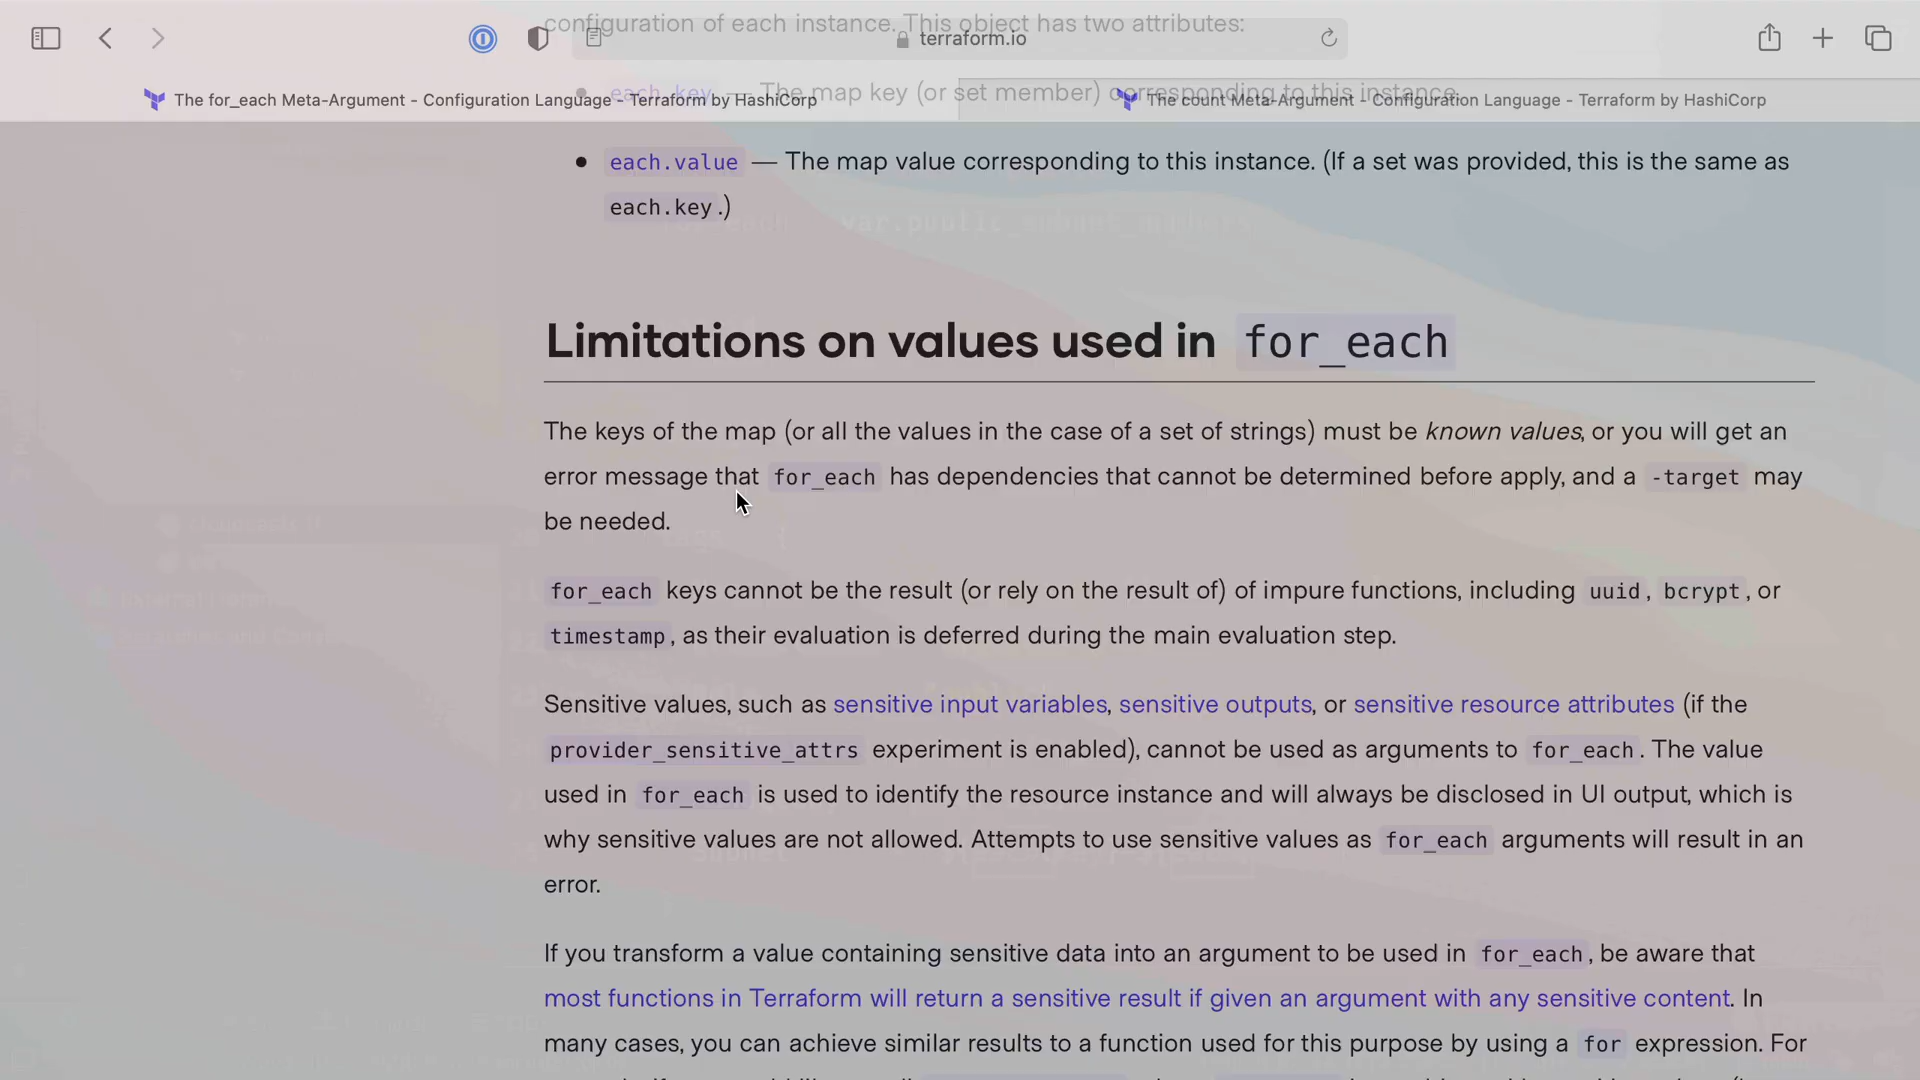 configuration of each instance. This object has two attributes:
terraform.io
each.key — The map key (or set member) corresponding to this instance.
The for_each Meta-Argument - Configuration Language - Terraform by HashiCorp
The count Meta-Argument - Configuration Language - Terraform by HashiCorp
each.value — The map value corresponding to this instance. (If a set was provided, this is the same as
each.key.)
for_each var.public_subnet_numbers
Limitations on values used in for_each
The keys of the map (or all the values in the case of a set of strings) must be known values, or you will get an
error message that for_each has dependencies that cannot be determined before apply, and a -target may
be needed.
for_each keys cannot be the result (or rely on the result of) of impure functions, including uuid, bcrypt, or
timestamp, as their evaluation is deferred during the main evaluation step.
Sensitive values, such as sensitive input variables, sensitive outputs, or sensitive resource attributes (if the
provider_sensitive_attrs experiment is enabled), cannot be used as arguments to for_each. The value
used in for_each is used to identify the resource instance and will always be disclosed in UI output, which is
why sensitive values are not allowed. Attempts to use sensitive values as for_each arguments will result in an
Subnet
error.
If you transform a value containing sensitive data into an argument to be used in for_each, be aware that
most functions in Terraform will return a sensitive result if given an argument with any sensitive content. In
many cases, you can achieve similar results to a function used for this purpose by using a for expression. For